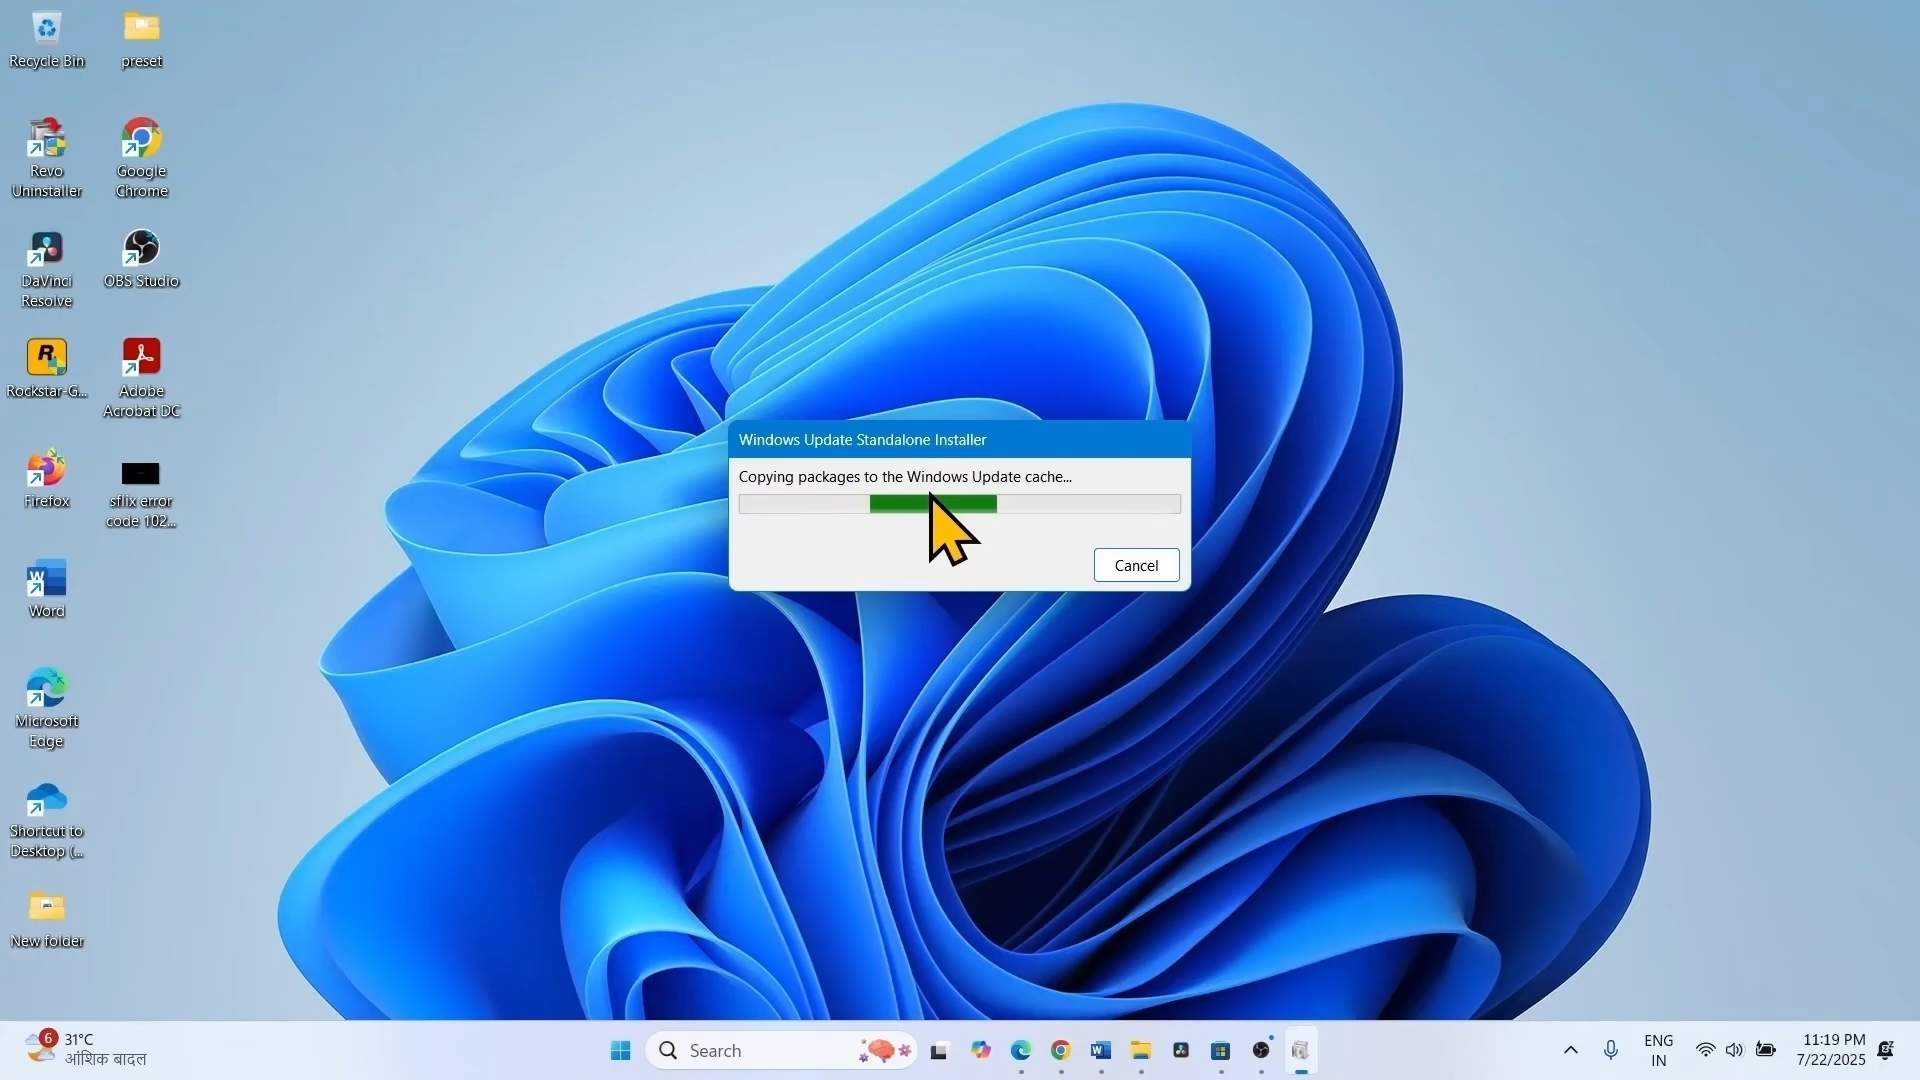 Recycle Bin
preset
Revo
Uninstaller
Google
Chrome
DaVinci
Resolve
OBS Studio
Rockstar-G...
Adobe
Acrobat DC
Firefox
sflix error
code 102...
Word
Microsoft
Edge
Shortcut to
Desktop (...
New folder
Windows Update Standalone Installer
Copying packages to the Windows Update cache...
Cancel
6
31°C
आंशिक बादल
Search
ENG
IN
11:19 PM
7/22/2025